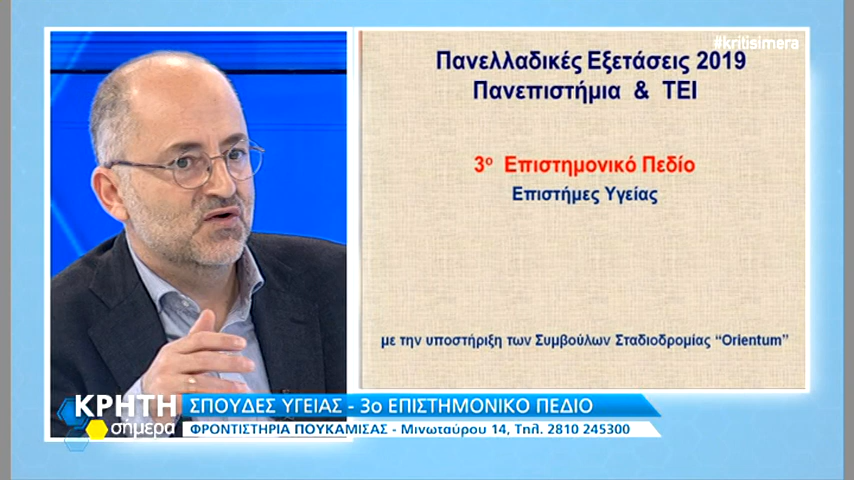 #kritisimera
Πανελλαδικές Εξετάσεις 2019
Πανεπιστήμια & ΤΕΙ
3ο Επιστημονικό Πεδίο
Επιστήμες Υγείας
με την υποστήριξη των Συμβούλων Σταδιοδρομίας “Orientum”
ΚΡΗΤΗ
σήμερα
ΣΠΟΥΔΕΣ ΥΓΕΙΑΣ - 3ο ΕΠΙΣΤΗΜΟΝΙΚΟ ΠΕΔΙΟ
ΦΡΟΝΤΙΣΤΗΡΙΑ ΠΟΥΚΑΜΙΣΑΣ - Μινωταύρου 14, Τηλ. 2810 245300